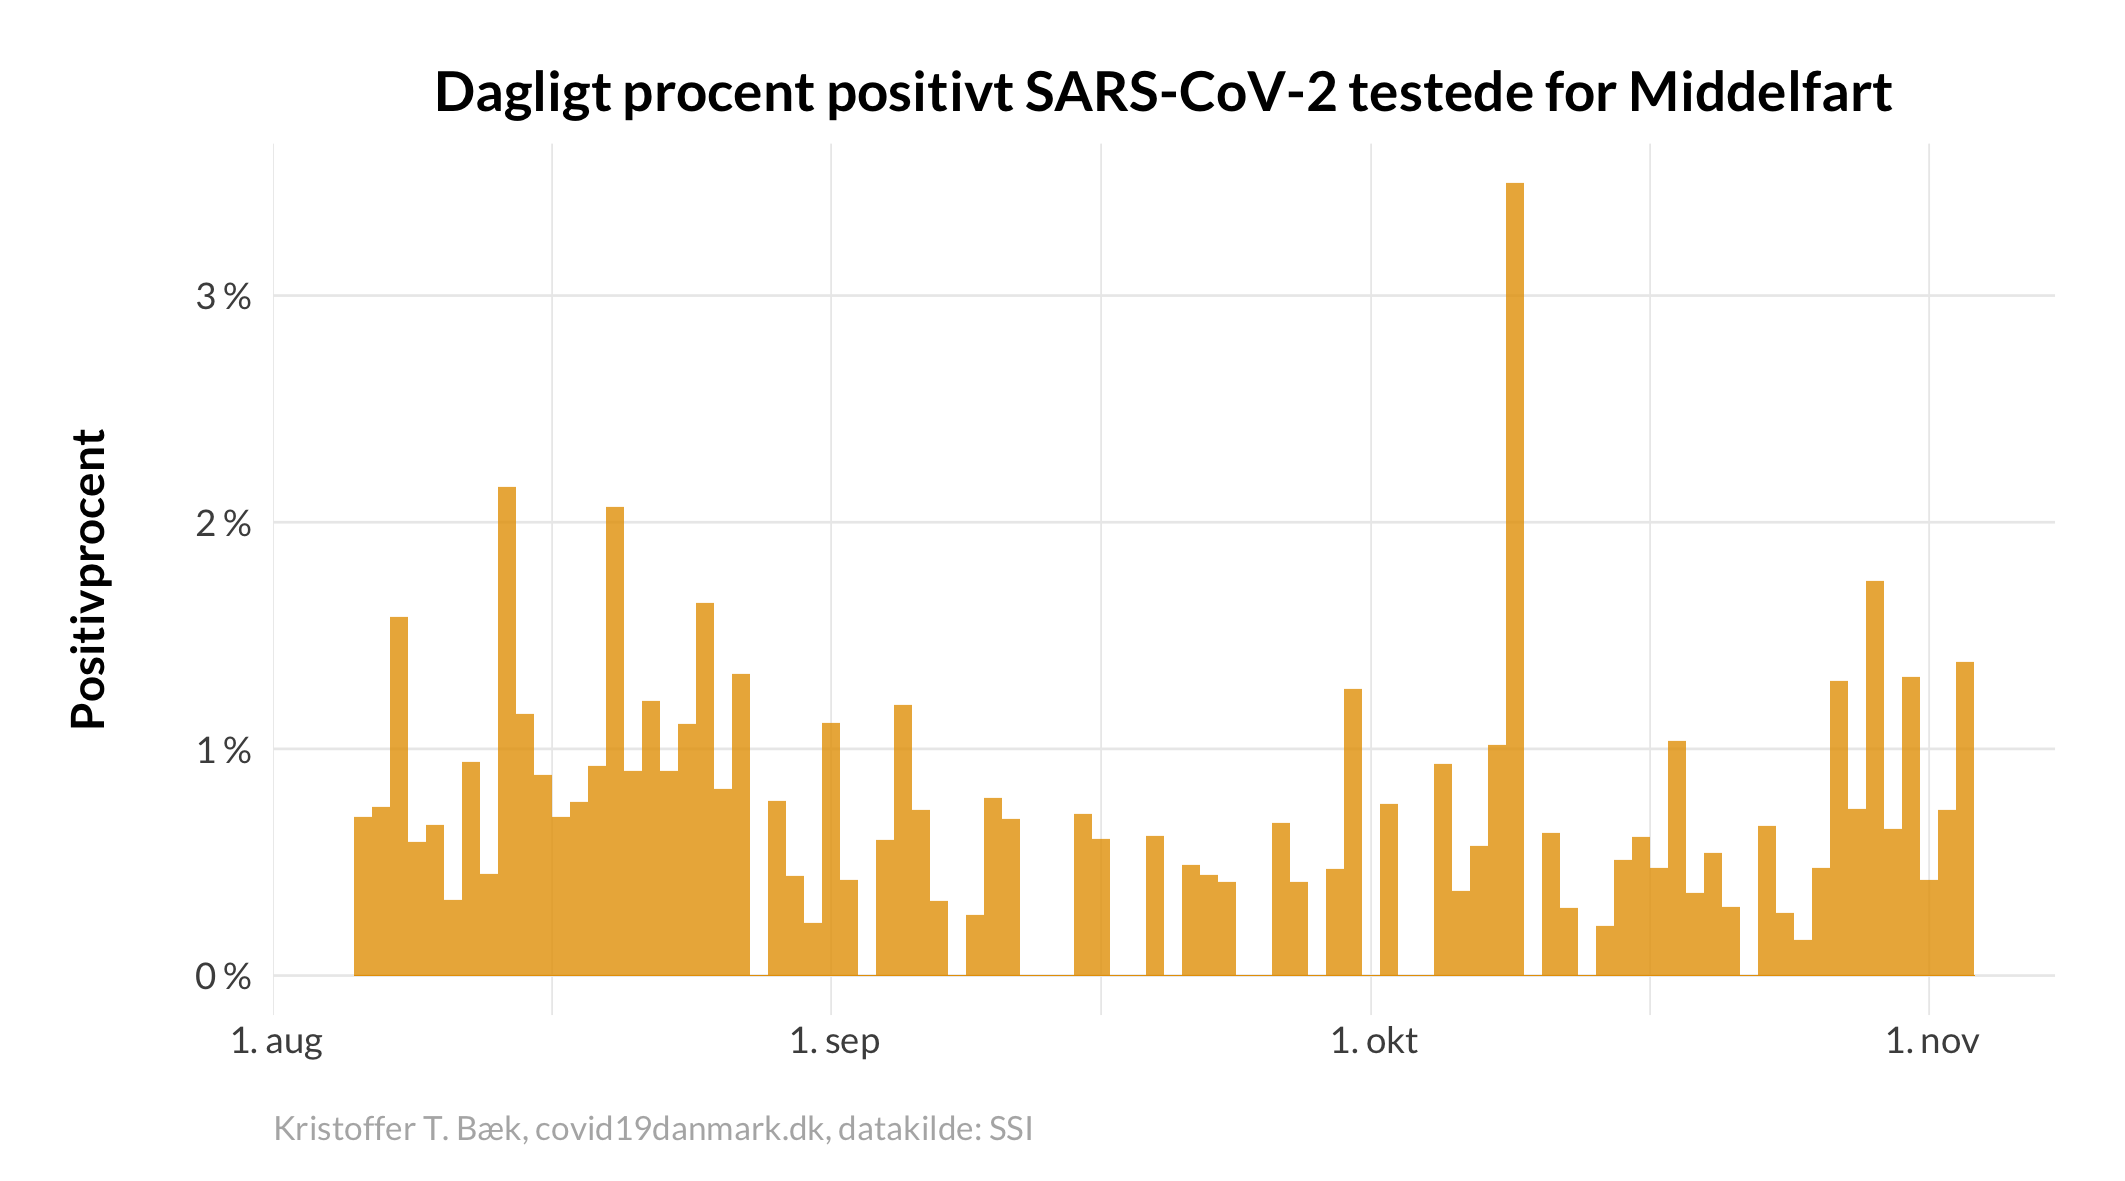 Dagligt procent positivt SARS-CoV-2 testede for Middelfart
Positivprocent
3 %
2 %
1 %
0 %
1. aug
1. sep
1. okt
1. nov
Kristoffer T. Bæk, covid19danmark.dk, datakilde: SSI